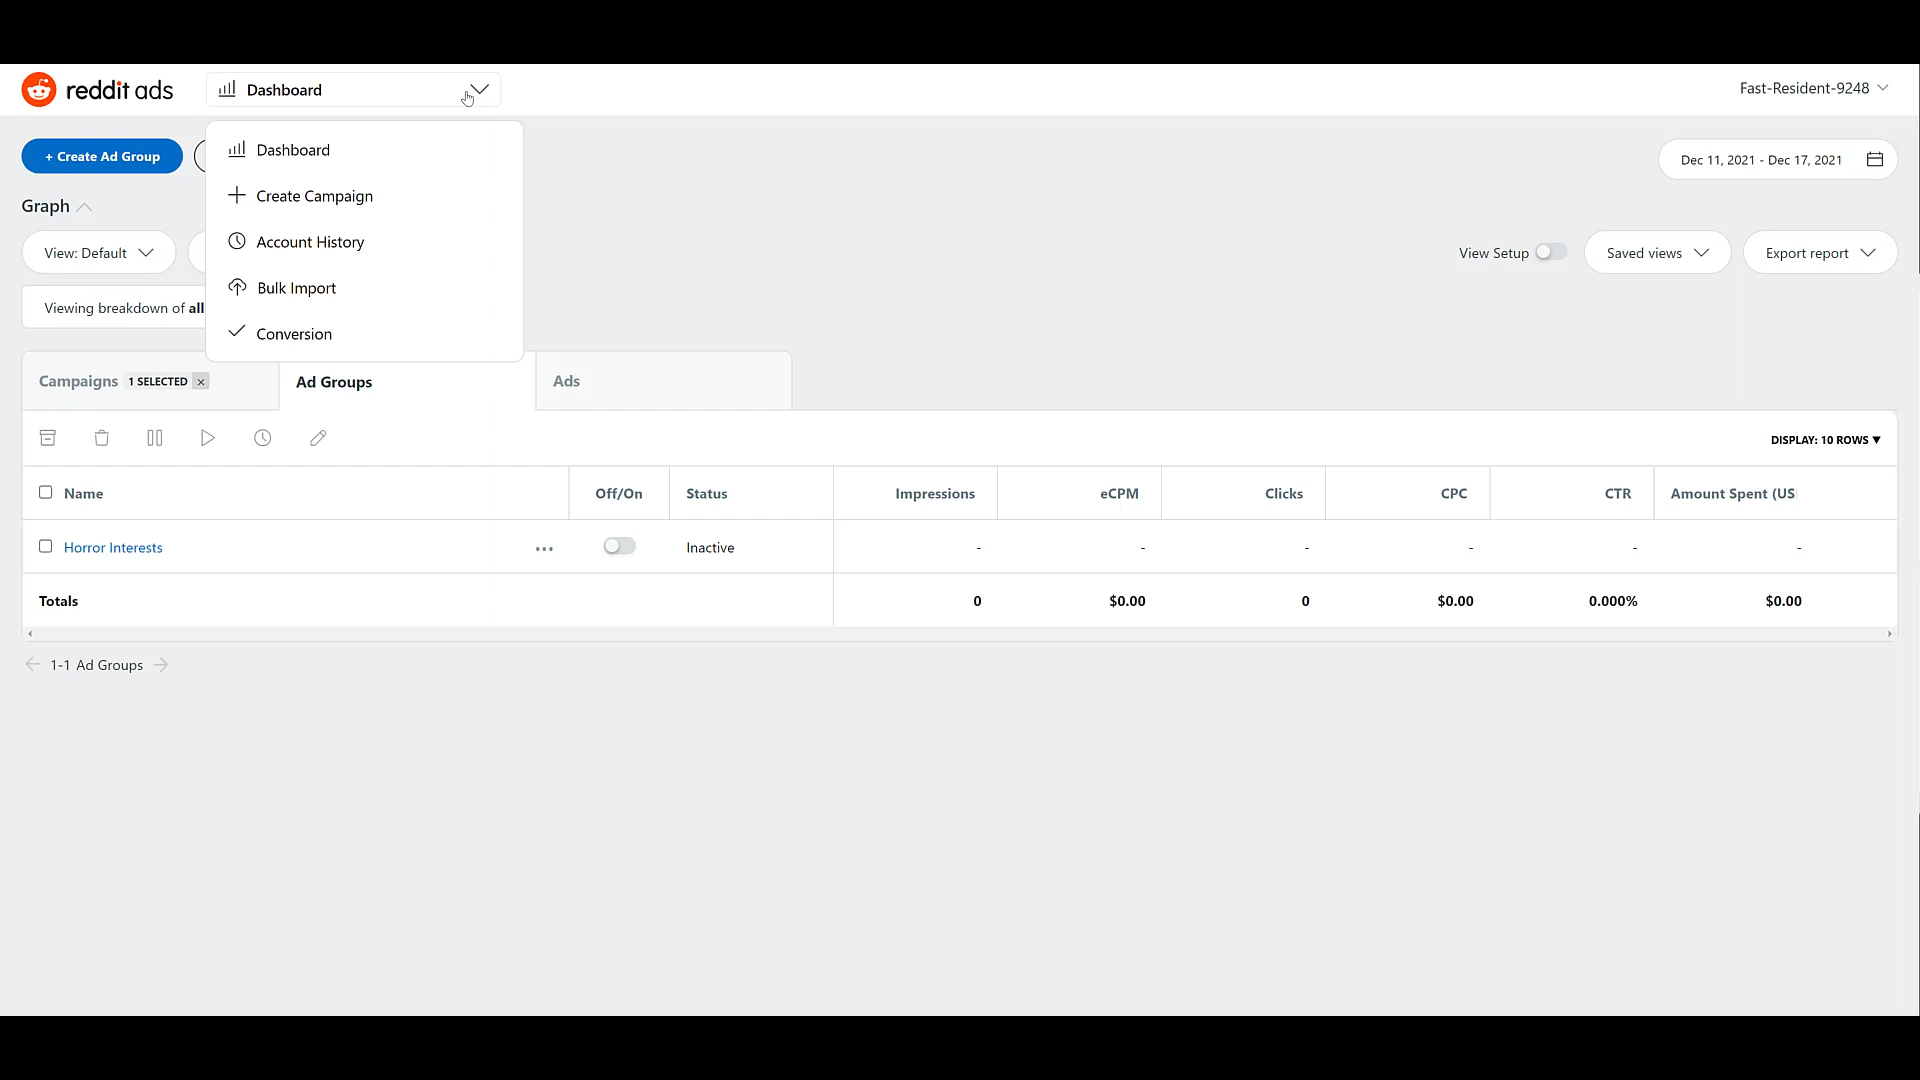 reddit ads
Dashboard
Fast-Resident-9248
+ Create Ad Group
Dashboard
Create Campaign
Account History
Bulk Import
Conversion
Dec 11, 2021 - Dec 17, 2021
Graph
View: Default
View Setup
Saved views
Export report
Viewing breakdown of all
Campaigns 1 SELECTED ×
Ad Groups
Ads
DISPLAY: 10 ROWS ▼
Name Off/On Status Impressions eCPM Clicks CPC CTR Amount Spent (US
Horror Interests ... Inactive - - - - - -
Totals 0 $0.00 0 $0.00 0.000% $0.00
1-1 Ad Groups